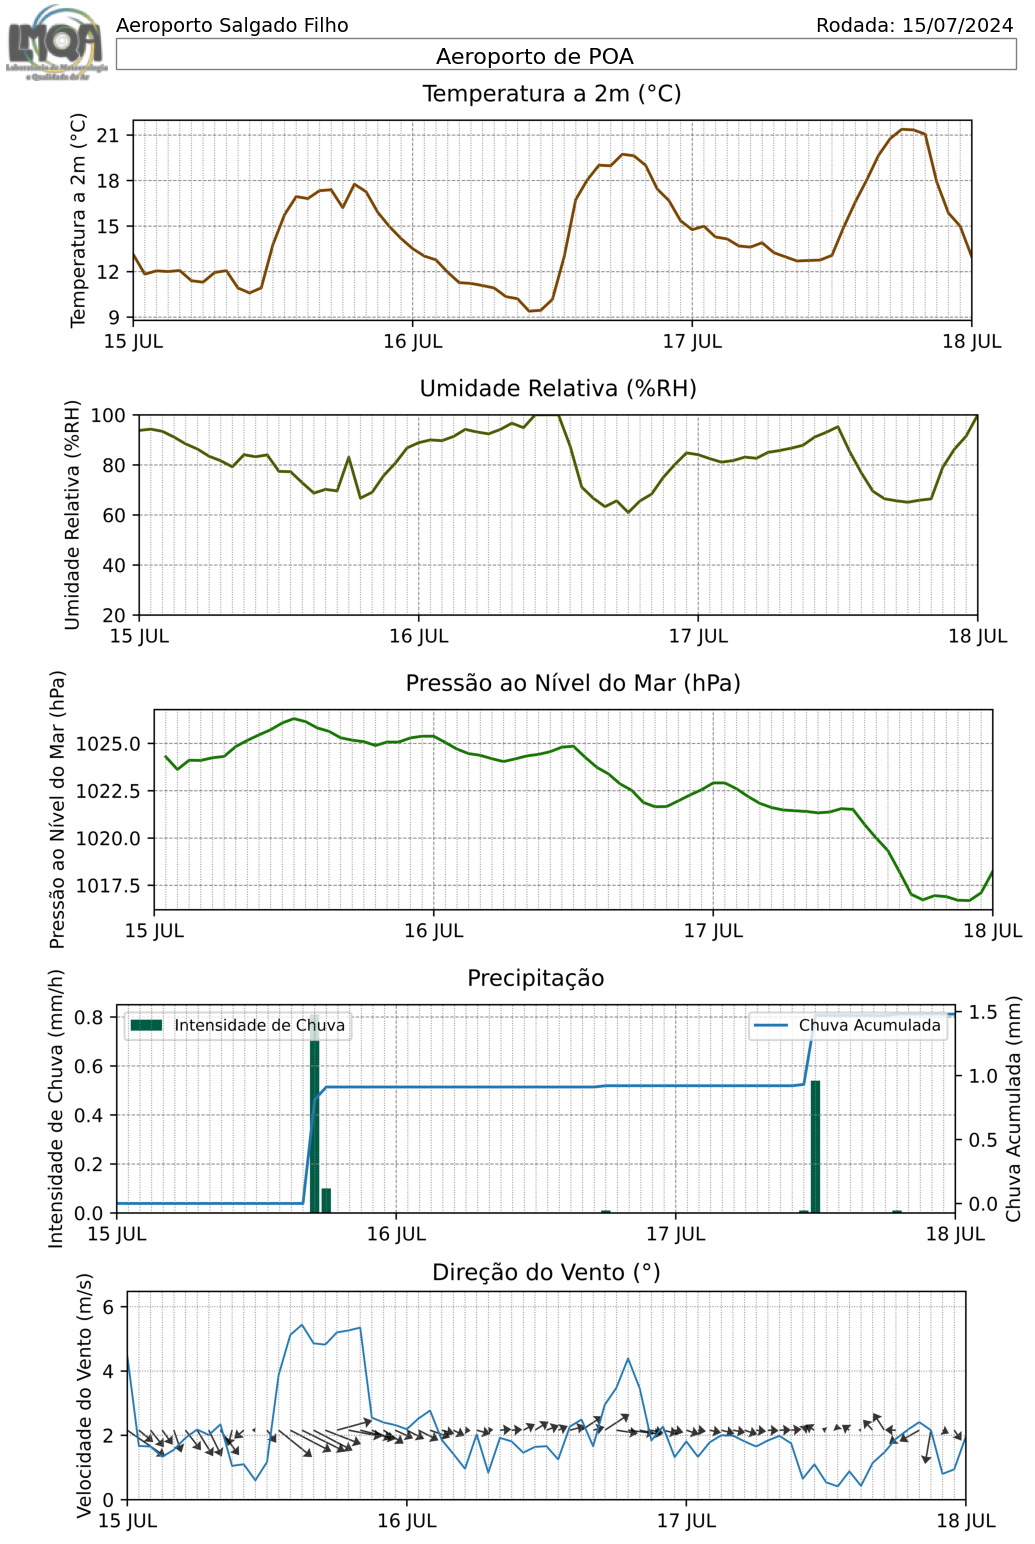 LMQA
Laboratório de Meteorologia
e Qualidade do Ar
Aeroporto Salgado Filho
Rodada: 15/07/2024
Aeroporto de POA
Temperatura a 2m (°C)
Temperatura a 2m (°C)
21
18
15
12
9
15 JUL
16 JUL
17 JUL
18 JUL
Umidade Relativa (%RH)
Umidade Relativa (%RH)
100
80
60
40
20
15 JUL
16 JUL
17 JUL
18 JUL
Pressão ao Nível do Mar (hPa)
Pressão ao Nível do Mar (hPa)
1025.0
1022.5
1020.0
1017.5
15 JUL
16 JUL
17 JUL
18 JUL
Precipitação
Intensidade de Chuva (mm/h)
0.8
0.6
0.4
0.2
0.0
Intensidade de Chuva
Chuva Acumulada
1.5
1.0
0.5
0.0
Chuva Acumulada (mm)
15 JUL
16 JUL
17 JUL
18 JUL
Direção do Vento (°)
Velocidade do Vento (m/s)
6
4
2
0
15 JUL
16 JUL
17 JUL
18 JUL